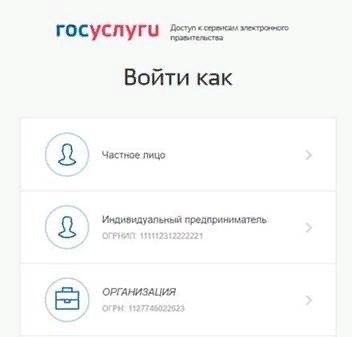 госуслуги
Доступ к сервисам электронного
правительства
Войти как
Частное лицо
Индивидуальный предприниматель
ОГРНИП: 111112312222221
ОРГАНИЗАЦИЯ
ОГРН: 1127746022623